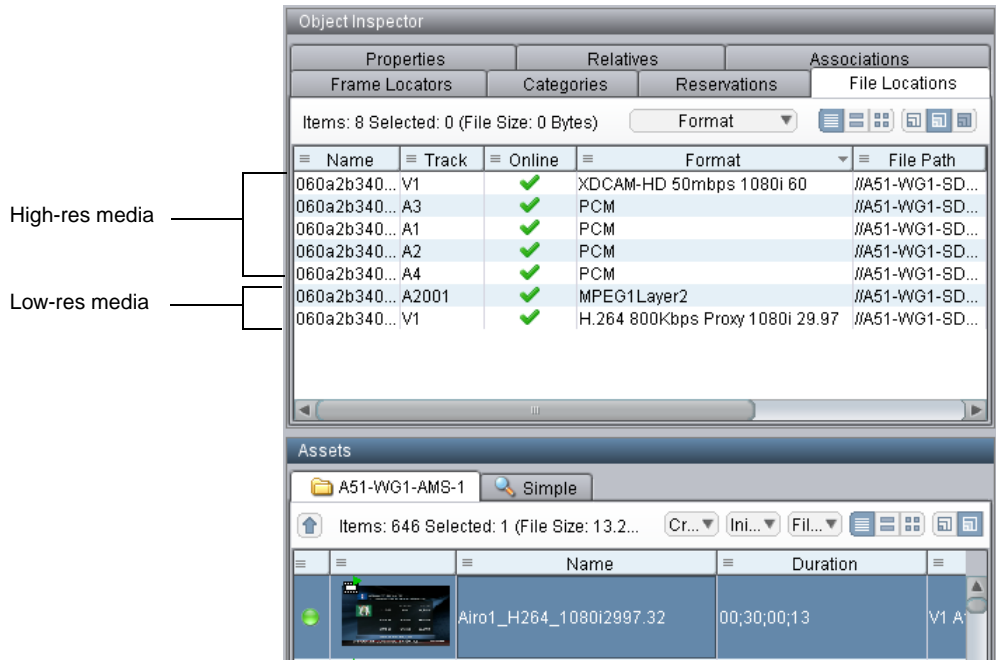 Object Inspector
Properties Relatives Associations
Frame Locators Categories Reservations File Locations
Items: 8 Selected: 0 (File Size: 0 Bytes) Format
Name Track Online Format File Path
060a2b340... V1 XDCAM-HD 50mbps 1080i 60 //A51-WG1-SD...
060a2b340... A3 PCM //A51-WG1-SD...
High-res media
060a2b340... A1 PCM //A51-WG1-SD...
060a2b340... A2 PCM //A51-WG1-SD...
060a2b340... A4 PCM //A51-WG1-SD...
Low-res media
060a2b340... A2001 MPEG1Layer2 //A51-WG1-SD...
060a2b340... V1 H.264 800Kbps Proxy 1080i 29.97 //A51-WG1-SD...
Assets
A51-WG1-AMS-1 Simple
Items: 646 Selected: 1 (File Size: 13.2... Cr... Ini... Fil...
Name Duration
Airo1_H264_1080i2997.32 00;30;00;13 V1